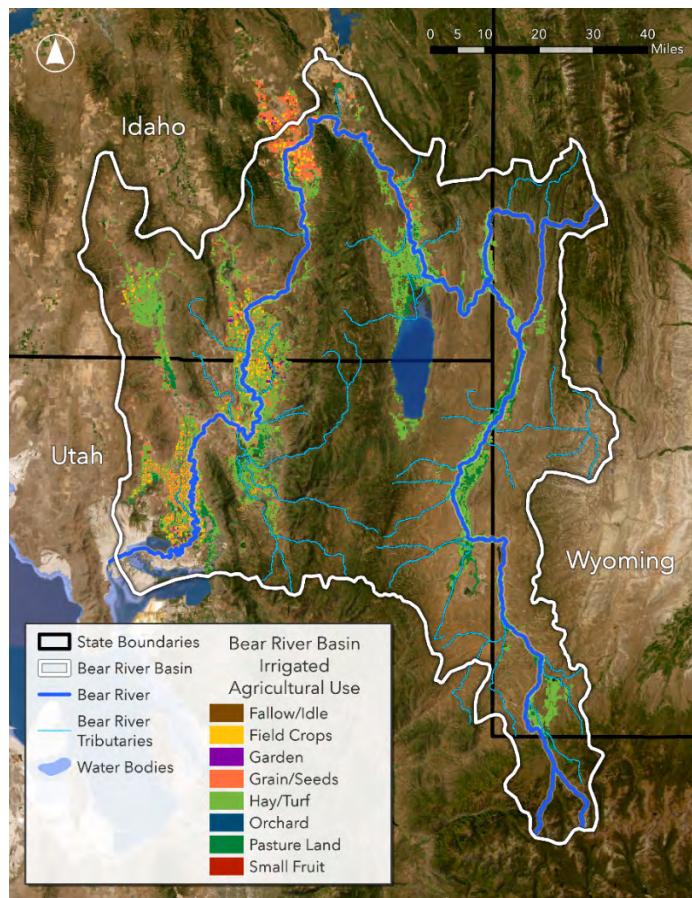 0 5 10 20 30 40
Miles
Idaho
Utah
Wyoming
State Boundaries
Bear River Basin
Bear River
Bear River
Tributaries
Water Bodies
Bear River Basin
Irrigated
Agricultural Use
Fallow/Idle
Field Crops
Garden
Grain/Seeds
Hay/Turf
Orchard
Pasture Land
Small Fruit